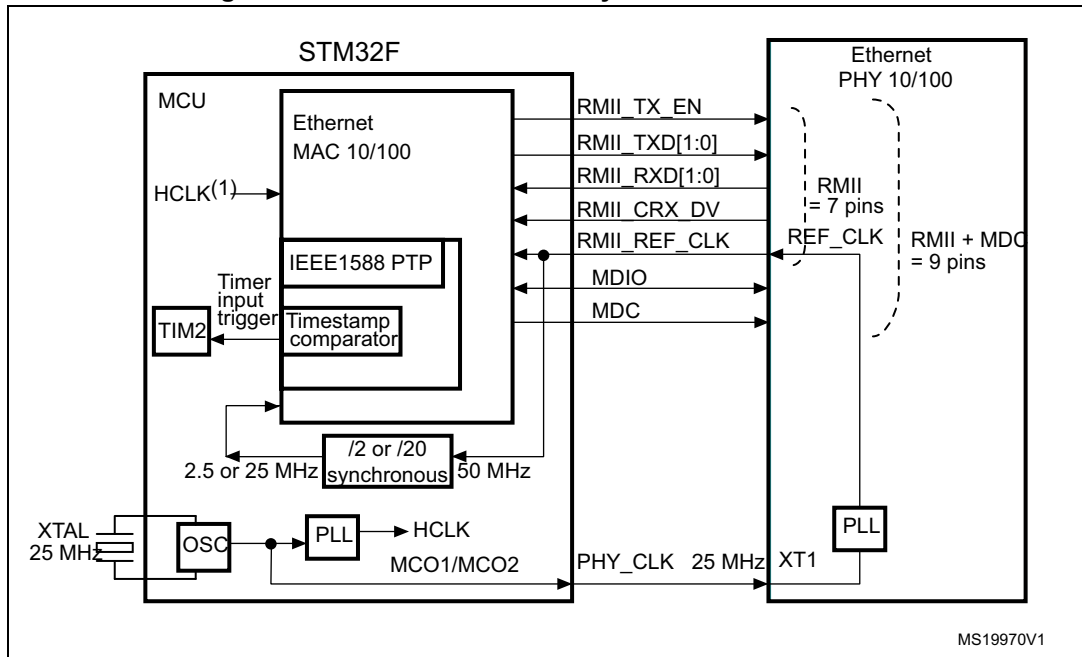 STM32F
Ethernet
PHY 10/100
MCU
Ethernet
MAC 10/100
HCLK(1)
IEEE1588 PTP
Timer
input
trigger
Timestamp
comparator
TIM2
/2 or /20
synchronous
2.5 or 25 MHz
50 MHz
XTAL
25 MHz
OSC
PLL
HCLK
MCO1/MCO2
RMII_TX_EN
RMII_TXD[1:0]
RMII_RXD[1:0]
RMII_CRX_DV
RMII_REF_CLK
MDIO
MDC
PHY_CLK 25 MHz
RMII
= 7 pins
REF_CLK
RMII + MDC
= 9 pins
PLL
XT1
MS19970V1